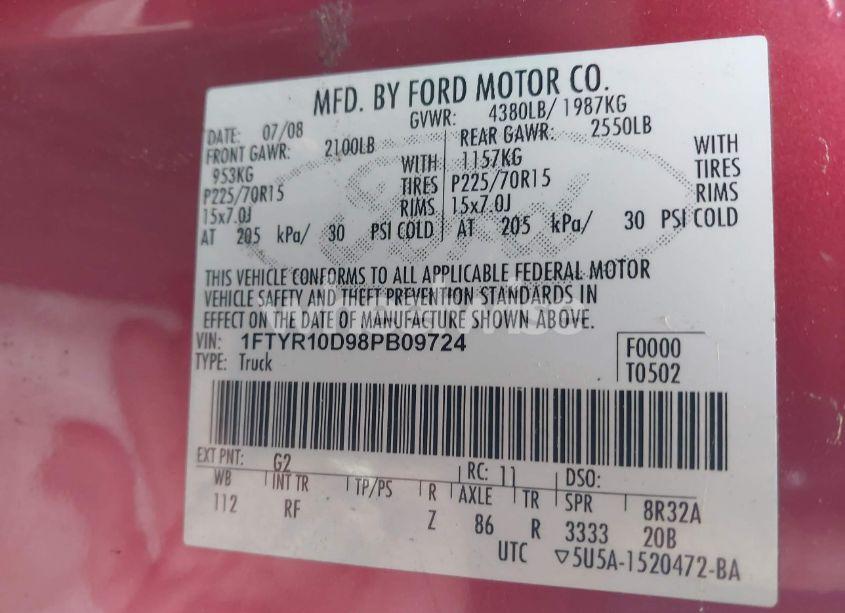 MFD. BY FORD MOTOR CO.
DATE: 07/08 GVWR: 4380LB/ 1987KG
FRONT GAWR: 2100LB REAR GAWR: 2550LB
953KG WITH 1157KG WITH
P225/70R15 TIRES P225/70R15 TIRES
15x7.0J RIMS 15x7.0J RIMS
AT 205 kPa/ 30 PSI COLD AT 205 kPa/ 30 PSI COLD
THIS VEHICLE CONFORMS TO ALL APPLICABLE FEDERAL MOTOR
VEHICLE SAFETY AND THEFT PREVENTION STANDARDS IN
EFFECT ON THE DATE OF MANUFACTURE SHOWN ABOVE.
VIN: 1FTYR10D98PB09724 F0000
TYPE: Truck T0502
EXT PNT: G2 RC: 11 DSO:
WB INT TR TP/PS R AXLE TR SPR 8R32A
112 RF Z 86 R 3333 20B
UTC ▽5U5A-1520472-BA